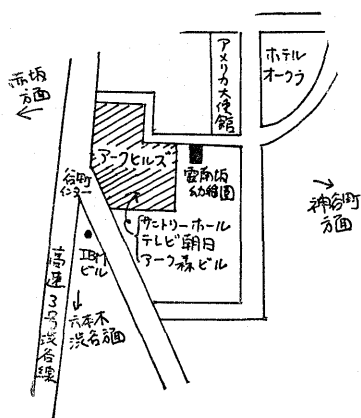 ホテル
オークラ
アメリカ大使館
赤坂
方面
アークヒルズ
霊南坂
幼稚園
谷町
インター
神谷町
方面
サントリーホール
テレビ朝日
アーク森ビル
IBM
ビル
高速3号渋谷線
六本木
渋谷方面